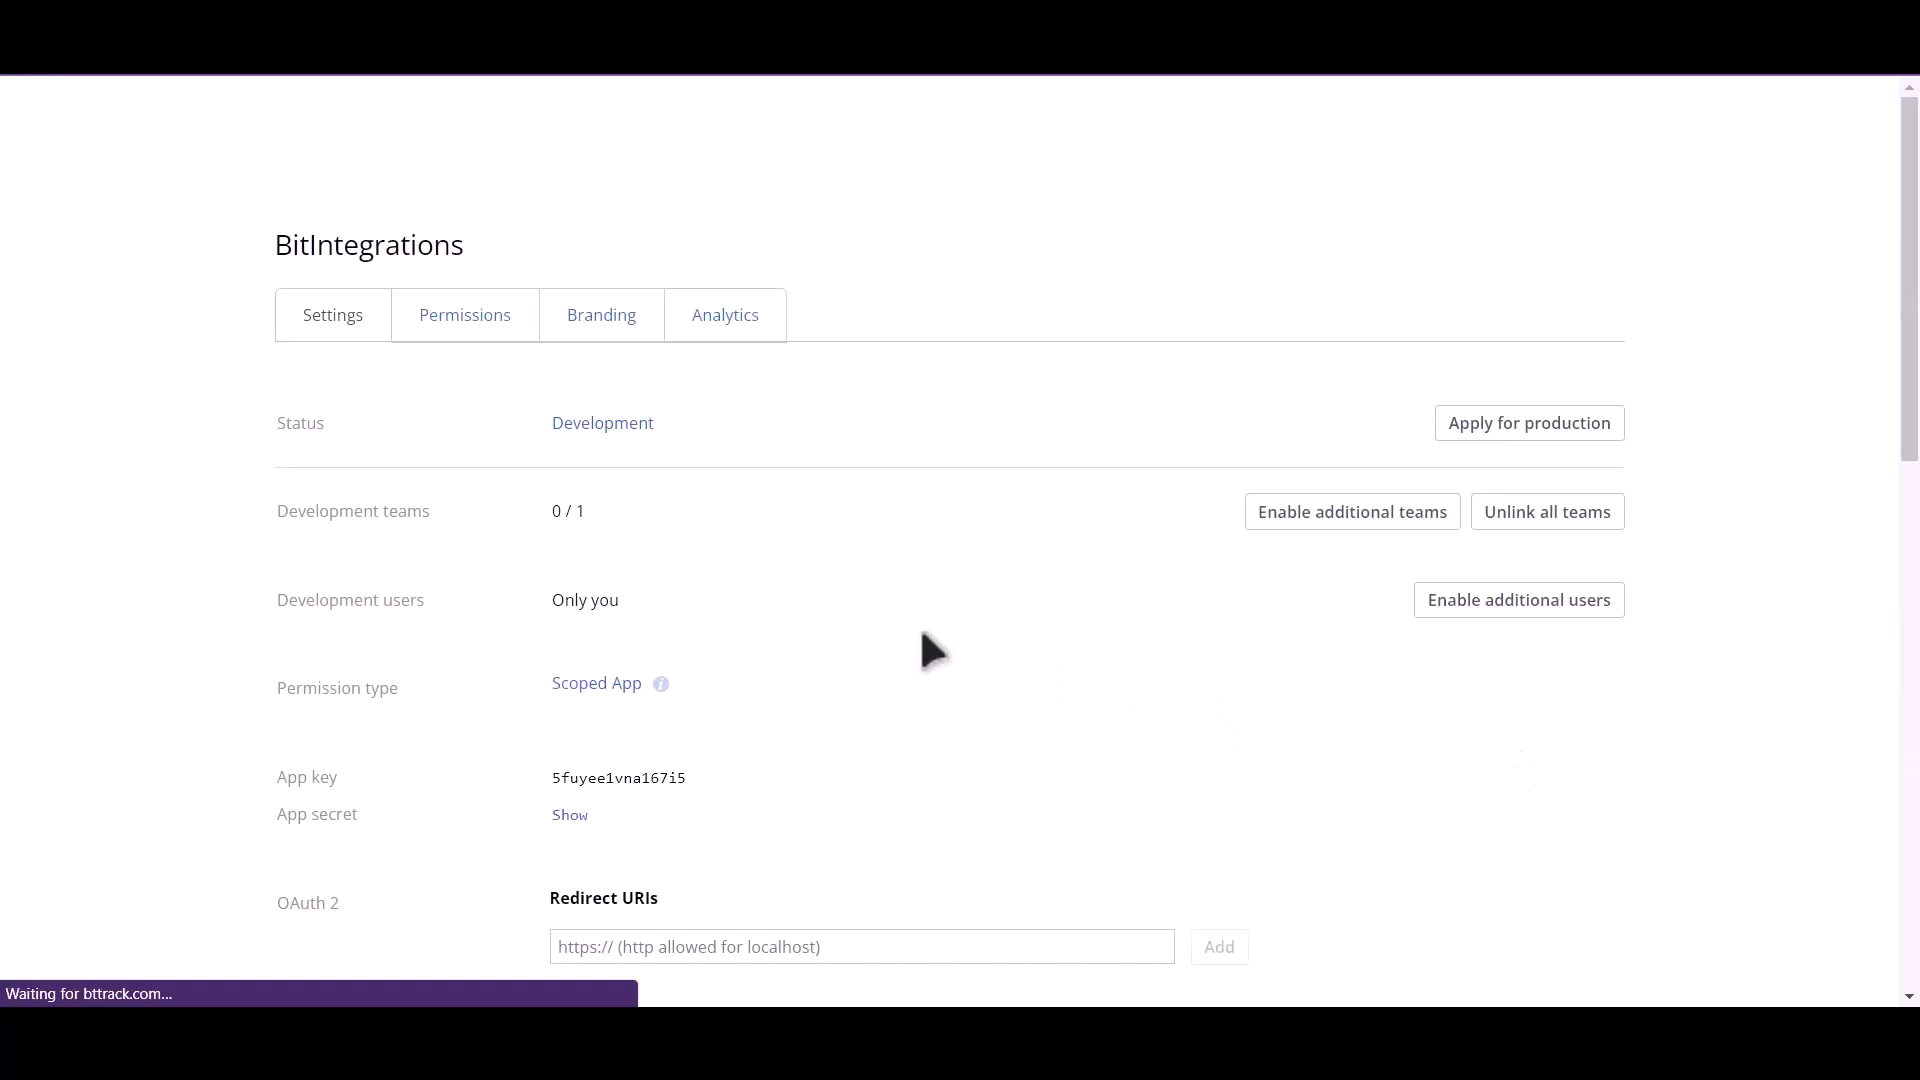 BitIntegrations
Settings Permissions Branding Analytics
Status Development Apply for production
Development teams 0 / 1 Enable additional teams Unlink all teams
Development users Only you Enable additional users
Permission type Scoped App i
App key 5fuyee1vna167i5
App secret Show
OAuth 2 Redirect URIs
https:// (http allowed for localhost) Add
Waiting for bttrack.com...